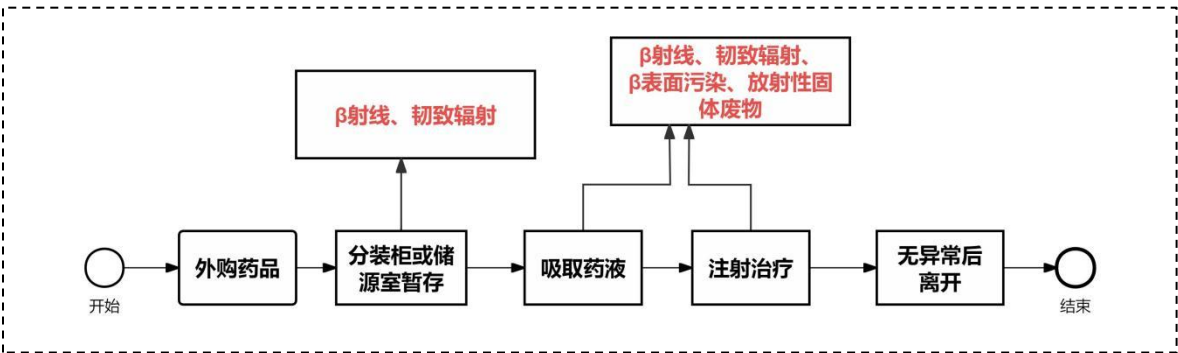 β射线、韧致辐射
β射线、韧致辐射、
β表面污染、放射性固
体废物
开始
外购药品
分装柜或储
源室暂存
吸取药液
注射治疗
无异常后
离开
结束